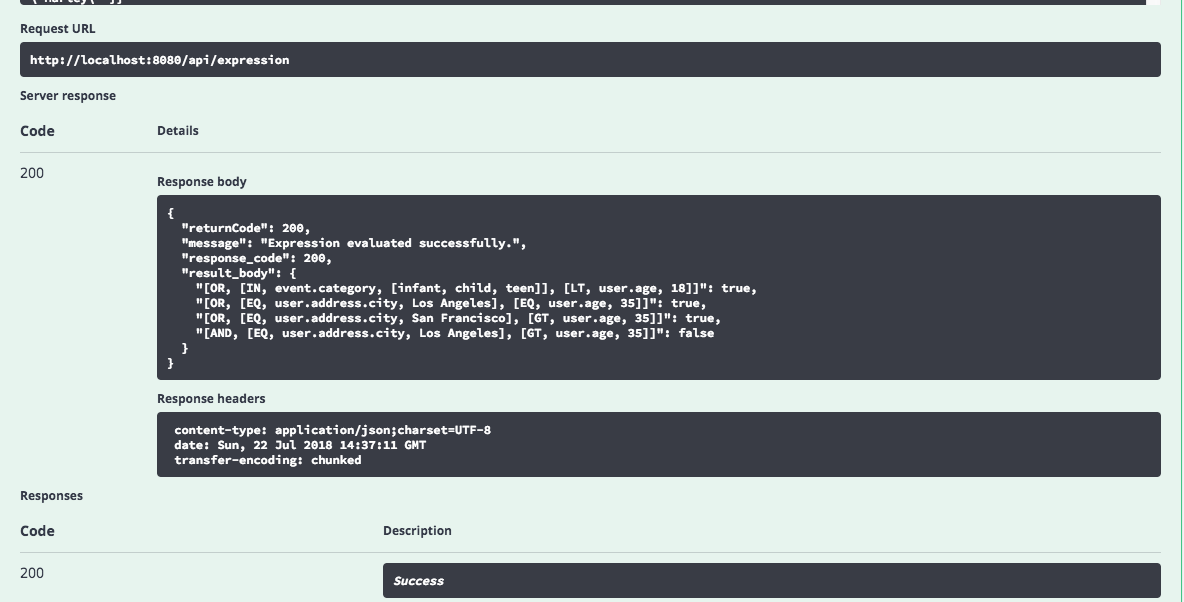 Request URL
http://localhost:8080/api/expression
Server response
Code Details
200
Response body
{
"returnCode": 200,
"message": "Expression evaluated successfully.",
"response_code": 200,
"result_body": {
"[OR, [IN, event.category, [infant, child, teen]], [LT, user.age, 18]]": true,
"[OR, [EQ, user.address.city, Los Angeles], [EQ, user.age, 35]]": true,
"[OR, [EQ, user.address.city, San Francisco], [GT, user.age, 35]]": true,
"[AND, [EQ, user.address.city, Los Angeles], [GT, user.age, 35]]": false
}
}
Response headers
content-type: application/json;charset=UTF-8
date: Sun, 22 Jul 2018 14:37:11 GMT
transfer-encoding: chunked
Responses
Code Description
200 Success